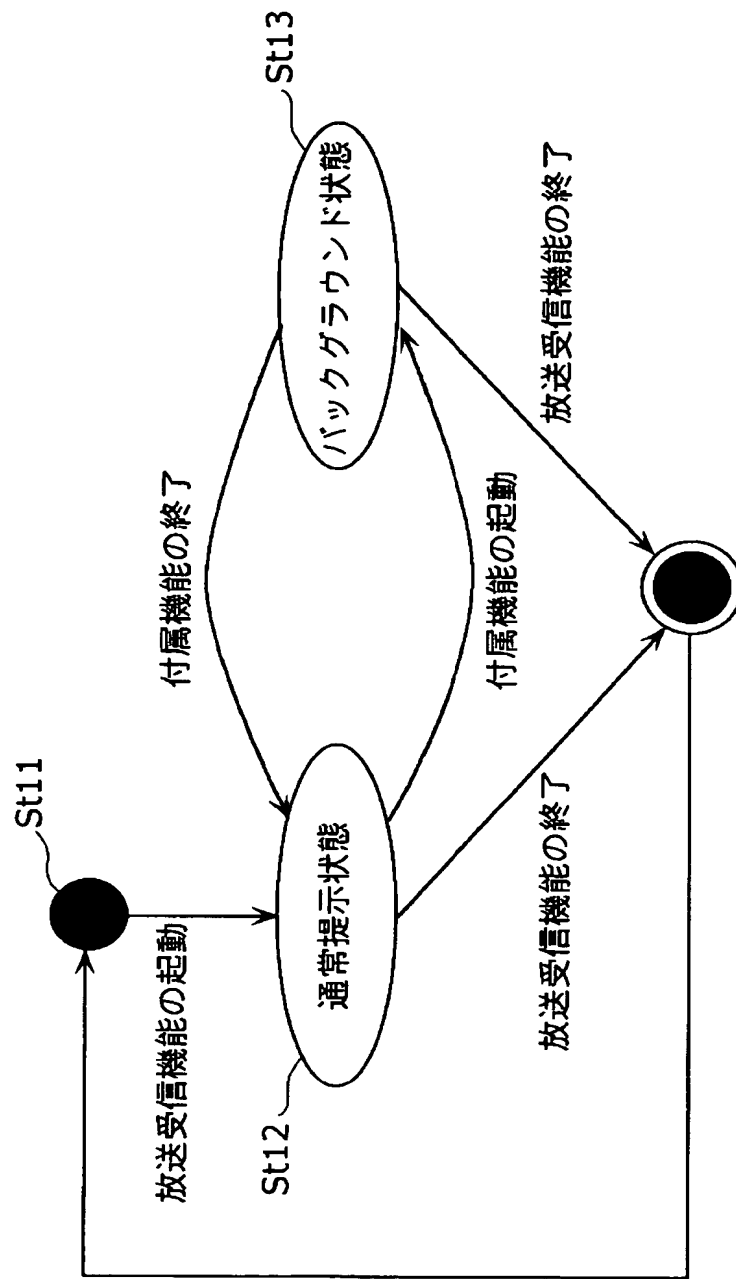 St11
放送受信機能の起動
St12
通常提示状態
付属機能の終了
St13
バックグラウンド状態
付属機能の起動
放送受信機能の終了
放送受信機能の終了